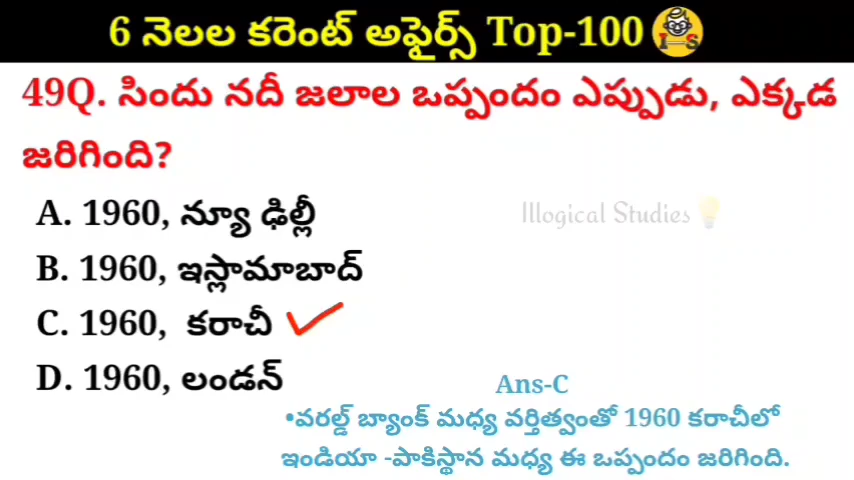 6 నెలల కరెంట్ అఫైర్స్ Top-100
I-S
49Q. సిందు నదీ జలాల ఒప్పందం ఎప్పుడు, ఎక్కడ
జరిగింది?
A. 1960, న్యూ ఢిల్లీ
Illogical Studies
B. 1960, ఇస్లామాబాద్
C. 1960, కరాచీ
D. 1960, లండన్
Ans-C
•వరల్డ్ బ్యాంక్ మధ్య వర్తిత్వంతో 1960 కరాచీలో
ఇండియా -పాకిస్థాన మధ్య ఈ ఒప్పందం జరిగింది.